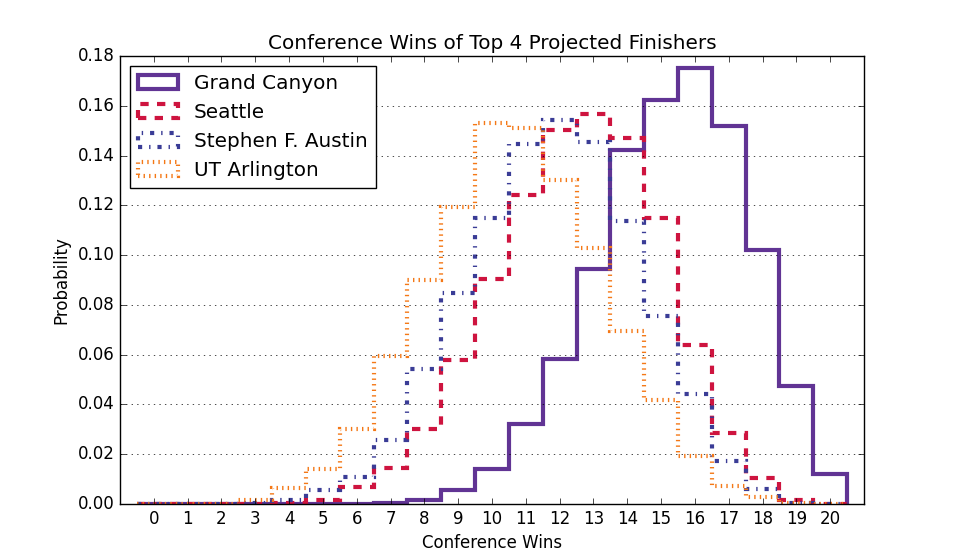 Conference Wins of Top 4 Projected Finishers
0.18
0.16
0.14
0.12
0.10
0.08
0.06
0.04
0.02
0.00
Probability
Grand Canyon
Seattle
Stephen F. Austin
UT Arlington
0 1 2 3 4 5 6 7 8 9 10 11 12 13 14 15 16 17 18 19 20
Conference Wins